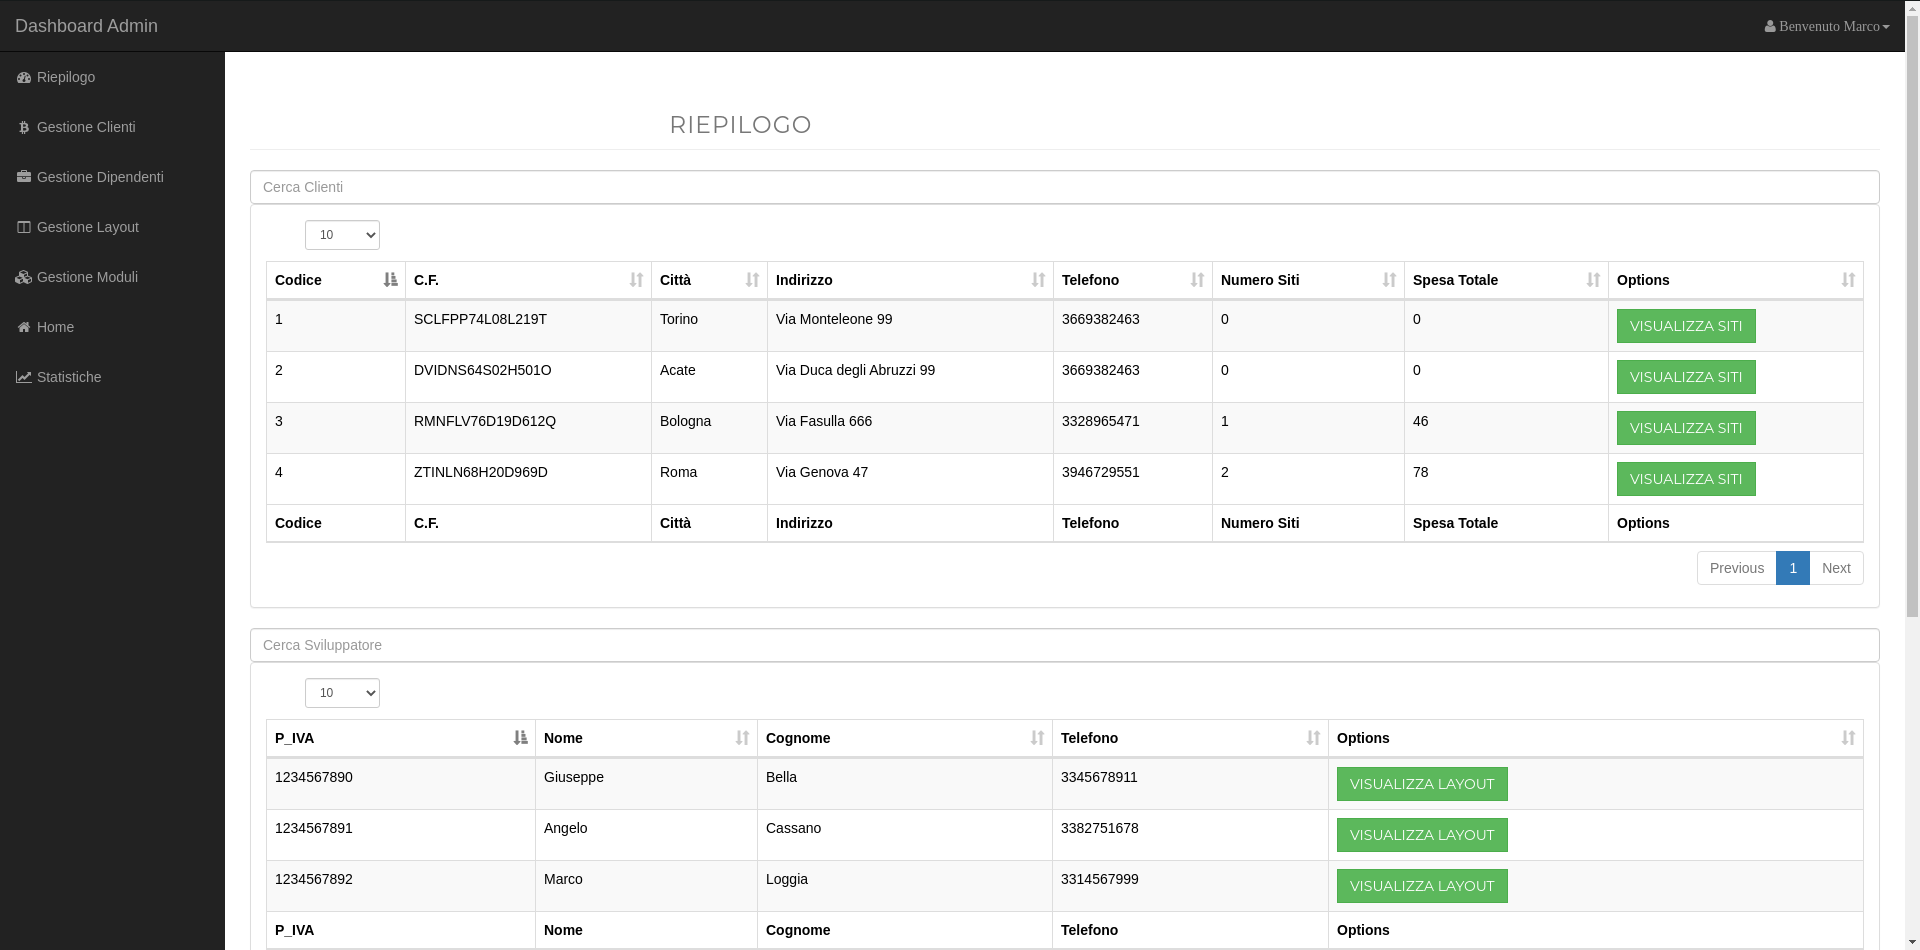 Dashboard Admin
Benvenuto Marco
Riepilogo
Gestione Clienti
Gestione Dipendenti
Gestione Layout
Gestione Moduli
Home
Statistiche
RIEPILOGO
Cerca Clienti
10
Codice C.F. Città Indirizzo Telefono Numero Siti Spesa Totale Options
1 SCLFPP74L08L219T Torino Via Monteleone 99 3669382463 0 0 VISUALIZZA SITI
2 DVIDNS64S02H501O Acate Via Duca degli Abruzzi 99 3669382463 0 0 VISUALIZZA SITI
3 RMNFLV76D19D612Q Bologna Via Fasulla 666 3328965471 1 46 VISUALIZZA SITI
4 ZTINLN68H20D969D Roma Via Genova 47 3946729551 2 78 VISUALIZZA SITI
Codice C.F. Città Indirizzo Telefono Numero Siti Spesa Totale Options
Previous 1 Next
Cerca Sviluppatore
10
P_IVA Nome Cognome Telefono Options
1234567890 Giuseppe Bella 3345678911 VISUALIZZA LAYOUT
1234567891 Angelo Cassano 3382751678 VISUALIZZA LAYOUT
1234567892 Marco Loggia 3314567999 VISUALIZZA LAYOUT
P_IVA Nome Cognome Telefono Options